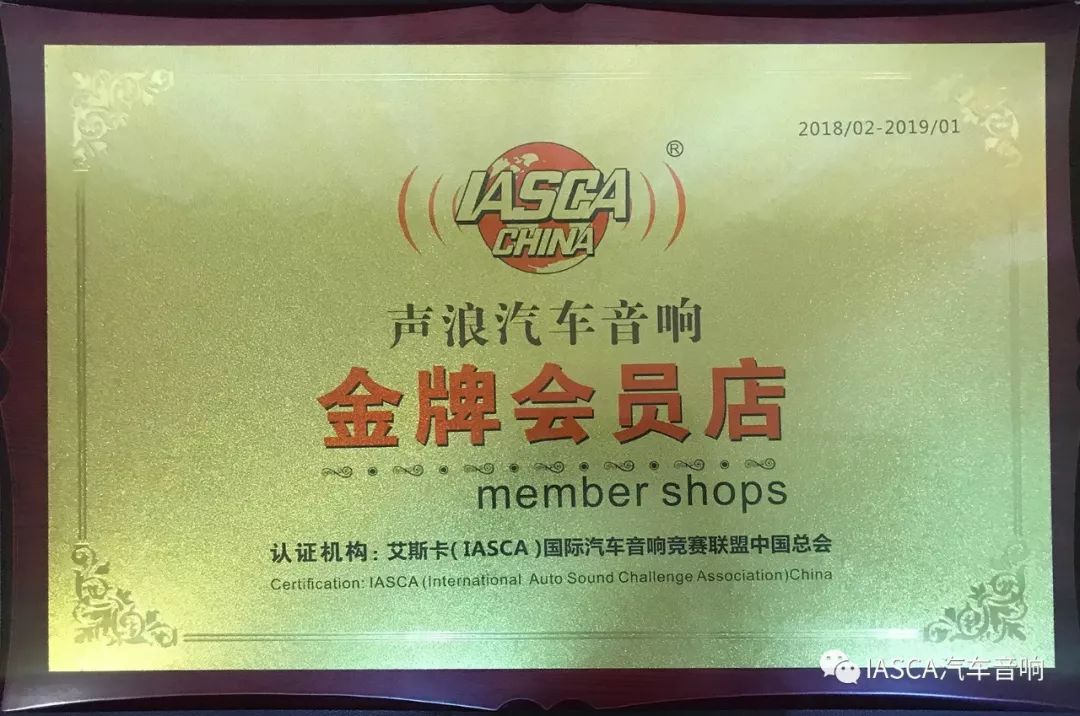 2018/02-2019/01
®
IASCA
CHINA
声浪汽车音响
金牌会员店
member shops
认证机构：艾斯卡(IASCA)国际汽车音响竞赛联盟中国总会
Certification: IASCA (International Auto Sound Challenge Association)China
IASCA汽车音响